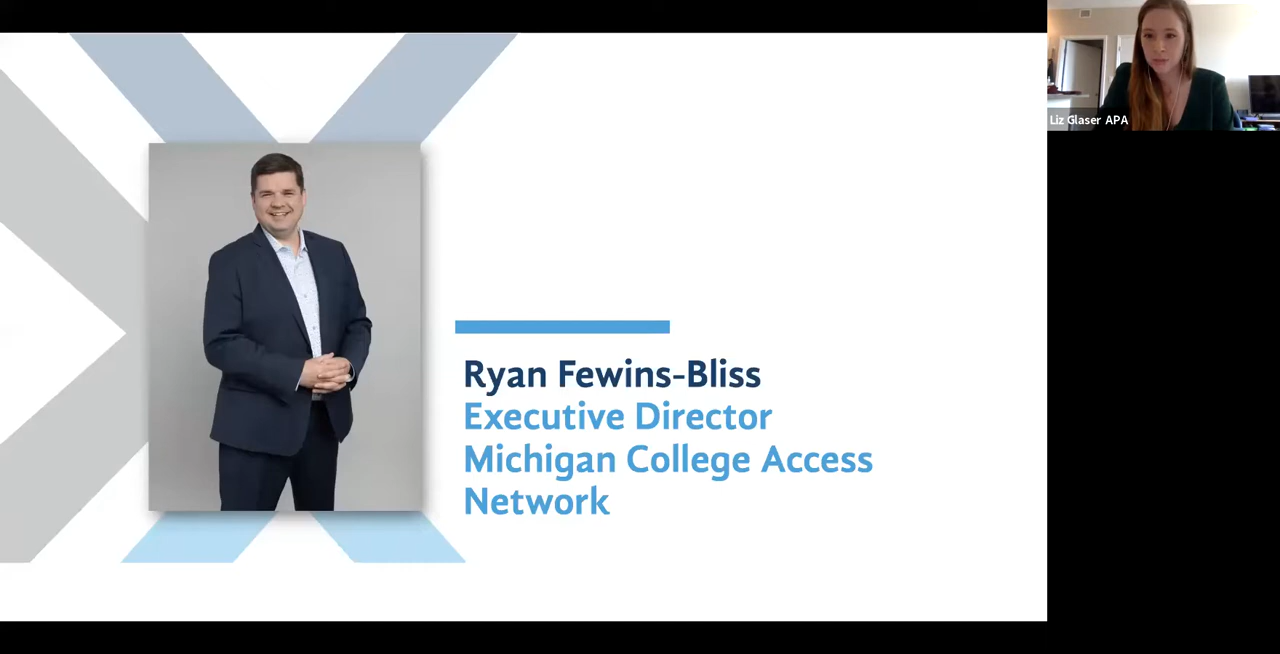 Liz Glaser APA
Ryan Fewins-Bliss
Executive Director
Michigan College Access
Network